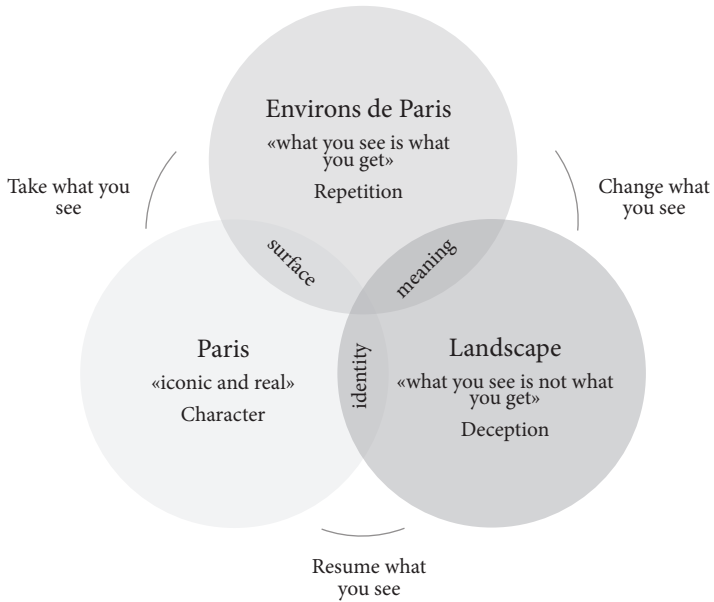 Environs de Paris
«what you see is what
you get»
Repetition
Take what you
see
Change what
you see
surface
meaning
Paris
«iconic and real»
Character
identity
Landscape
«what you see is not what
you get»
Deception
Resume what
you see